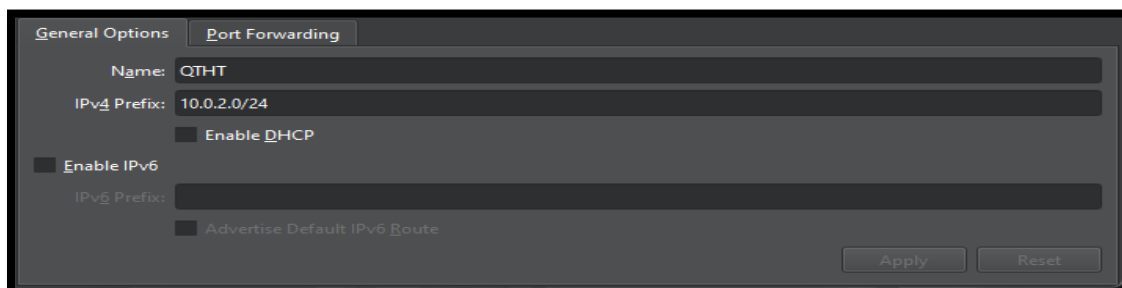 General Options Port Forwarding
Name: QTHT
IPv4 Prefix: 10.0.2.0/24
Enable DHCP
Enable IPv6
IPv6 Prefix:
Advertise Default IPv6 Route
Apply Reset